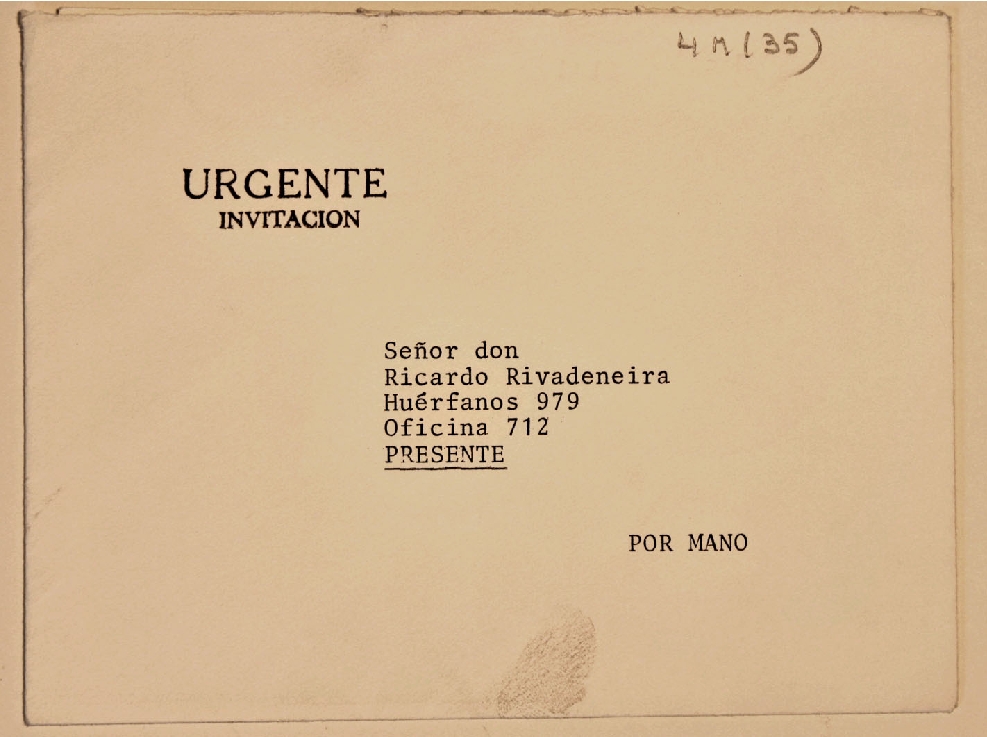 4 M (35)
URGENTE
INVITACION
Señor don
Ricardo Rivadeneira
Huérfanos 979
Oficina 712
PRESENTE
POR MANO